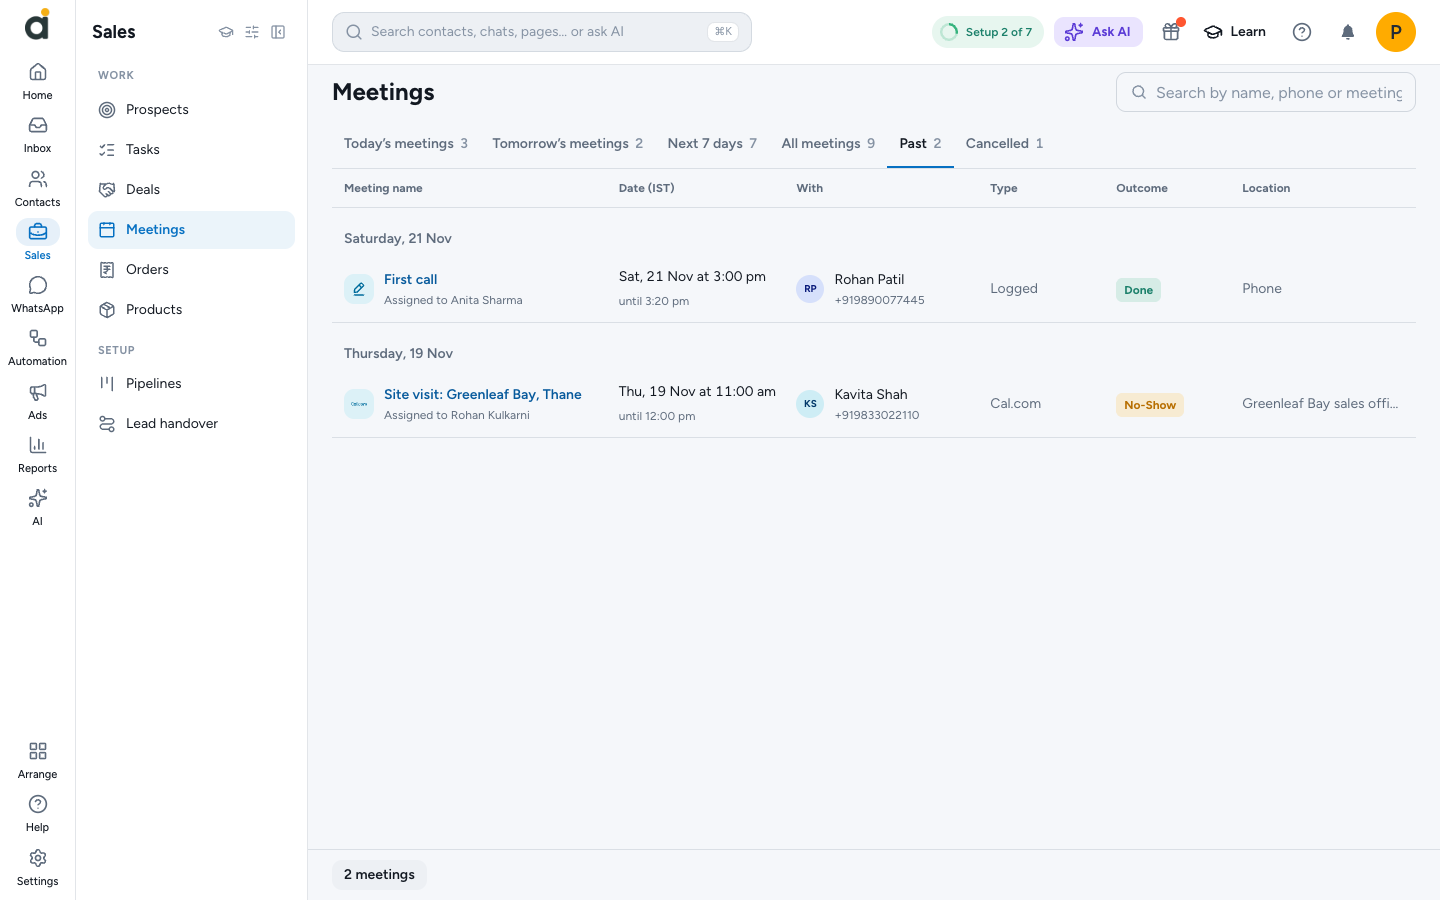 Sales
Search contacts, chats, pages... or ask AI
⌘K
Setup 2 of 7
Ask AI
Learn
P
Home
Inbox
Contacts
Sales
WhatsApp
Automation
Ads
Reports
AI
Arrange
Help
Settings
WORK
Prospects
Tasks
Deals
Meetings
Orders
Products
SETUP
Pipelines
Lead handover
Meetings
Search by name, phone or meeting
Today's meetings 3
Tomorrow's meetings 2
Next 7 days 7
All meetings 9
Past 2
Cancelled 1
Meeting name
Date (IST)
With
Type
Outcome
Location
Saturday, 21 Nov
First call
Assigned to Anita Sharma
Sat, 21 Nov at 3:00 pm
until 3:20 pm
RP
Rohan Patil
+919890077445
Logged
Done
Phone
Thursday, 19 Nov
Cal.com
Site visit: Greenleaf Bay, Thane
Assigned to Rohan Kulkarni
Thu, 19 Nov at 11:00 am
until 12:00 pm
KS
Kavita Shah
+919833022110
Cal.com
No-Show
Greenleaf Bay sales offi...
2 meetings